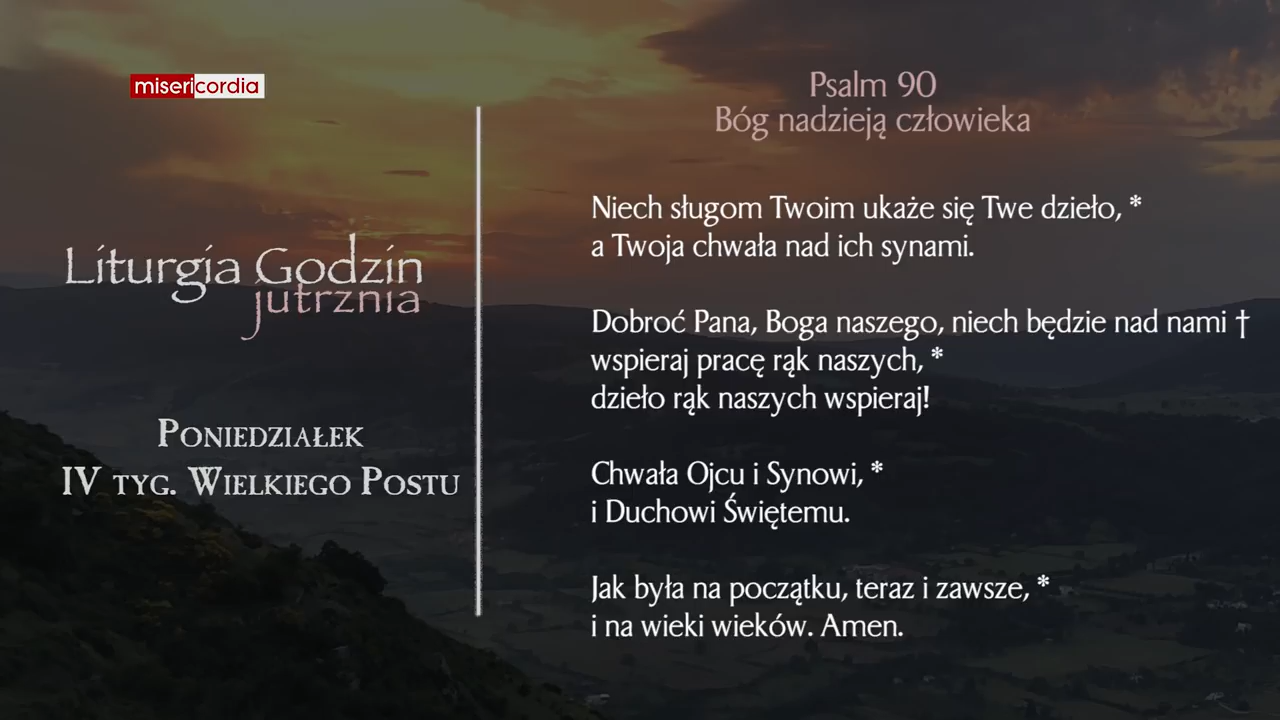 misericordia
Liturgia Godzin
jutrznia
Poniedziałek
IV tyg. Wielkiego Postu
Psalm 90
Bóg nadzieją człowieka
Niech sługom Twoim ukaże się Twe dzieło, *
a Twoja chwała nad ich synami.
Dobroć Pana, Boga naszego, niech będzie nad nami †
wspieraj pracę rąk naszych, *
dzieło rąk naszych wspieraj!
Chwała Ojcu i Synowi, *
i Duchowi Świętemu.
Jak była na początku, teraz i zawsze, *
i na wieki wieków. Amen.